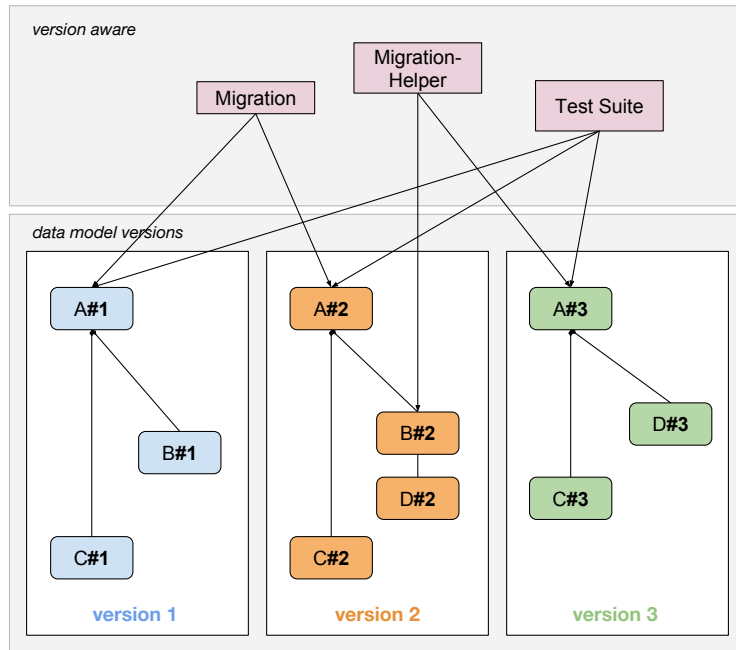 version aware
Migration
Migration-
Helper
Test Suite
data model versions
A#1
B#1
C#1
version 1
A#2
B#2
D#2
C#2
version 2
A#3
D#3
C#3
version 3